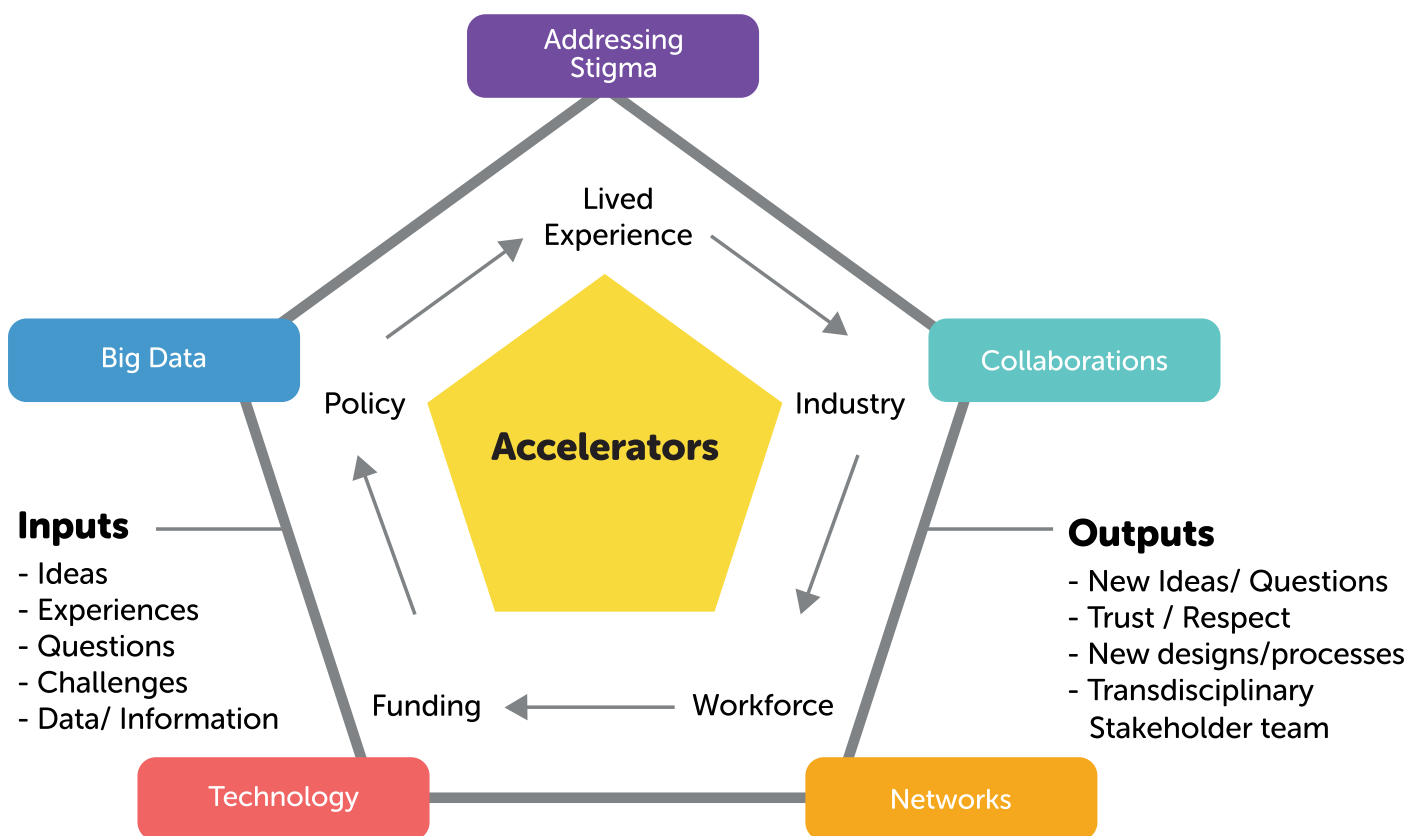 Addressing
Stigma
Lived
Experience
Big Data
Collaborations
Policy
Industry
Accelerators
Inputs
- Ideas
- Experiences
- Questions
- Challenges
- Data/ Information
Outputs
- New Ideas/ Questions
- Trust / Respect
- New designs/processes
- Transdisciplinary
Stakeholder team
Funding
Workforce
Technology
Networks